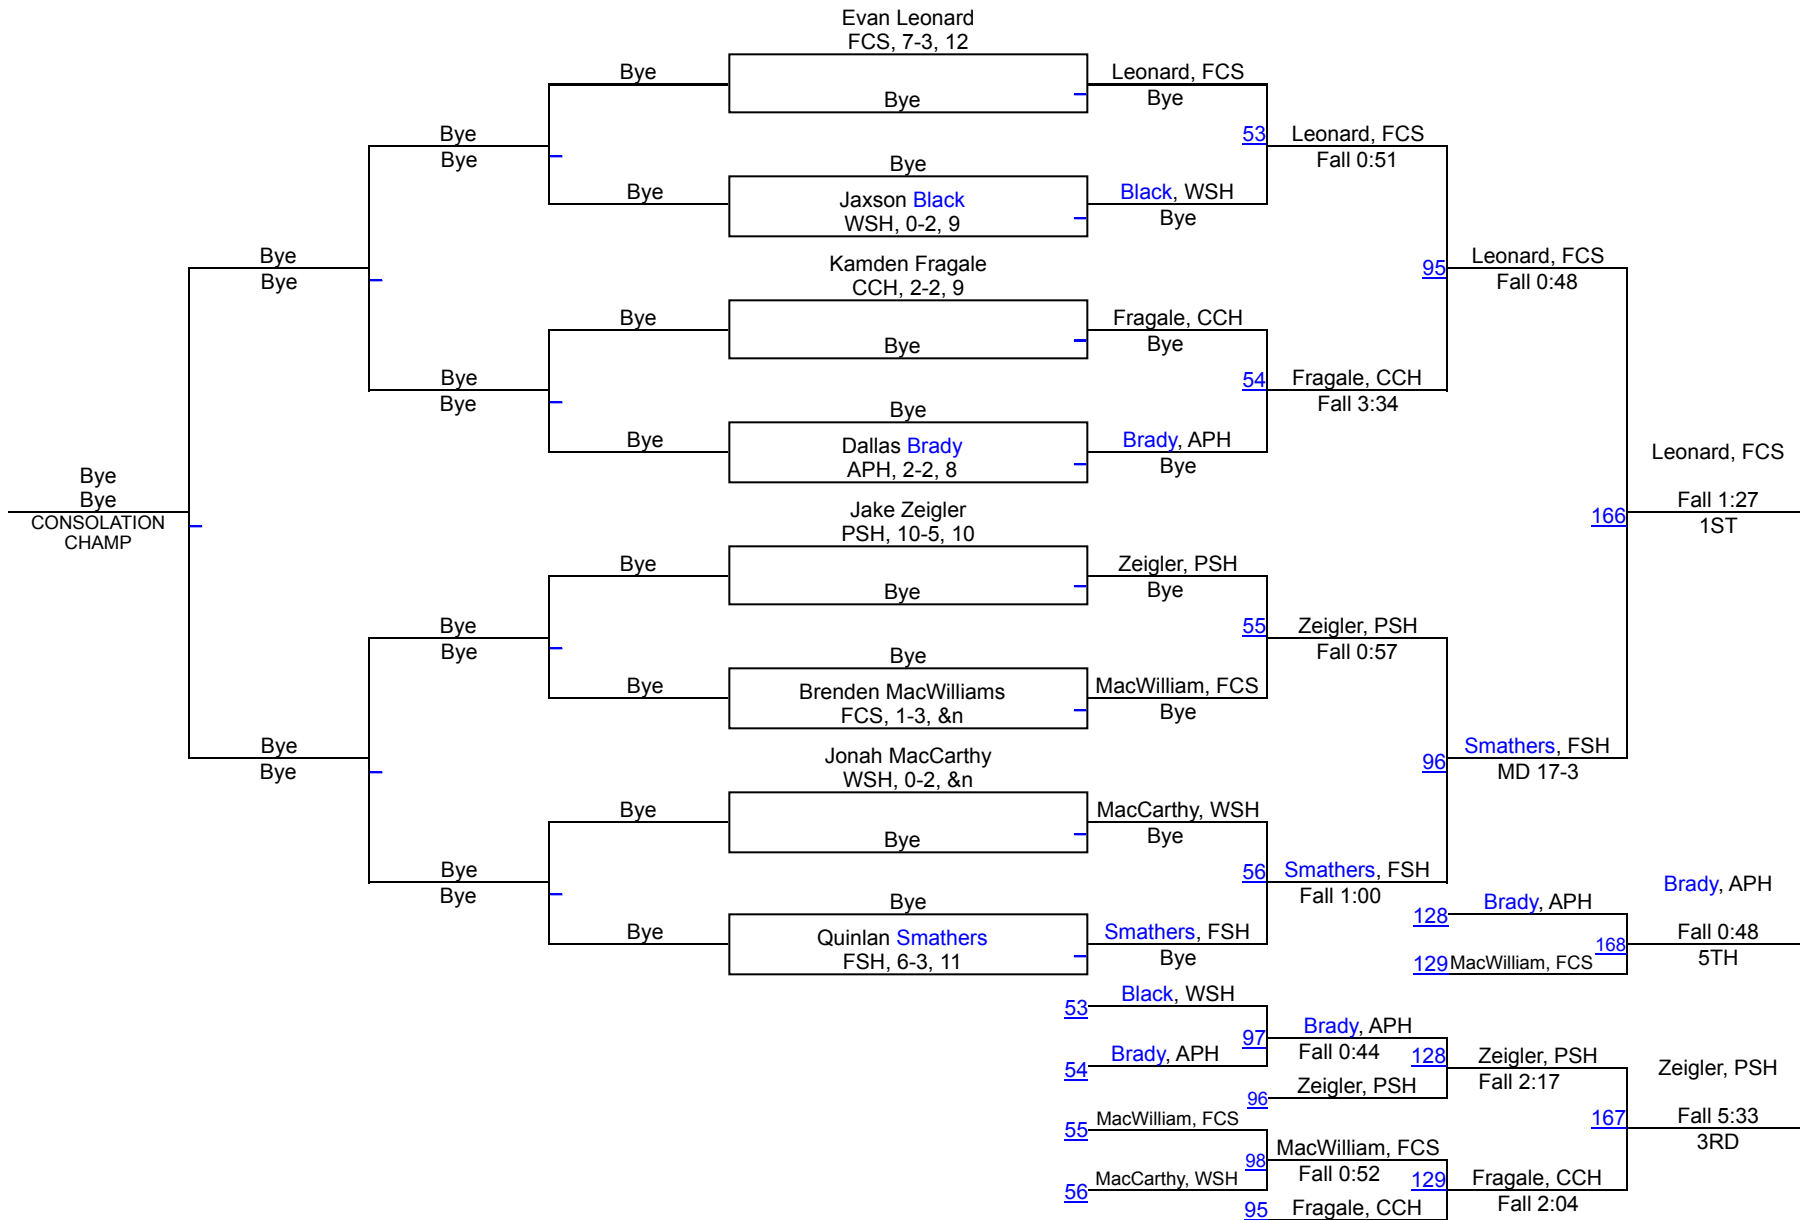 Evan Leonard
FCS, 7-3, 12
Bye
Bye
Leonard, FCS
Bye
Bye
Bye
53
Leonard, FCS
Fall 0:51
Bye
Bye
Jaxson Black
WSH, 0-2, 9
Black, WSH
Bye
Bye
Bye
Kamden Fragale
CCH, 2-2, 9
95
Leonard, FCS
Fall 0:48
Bye
Bye
Fragale, CCH
Bye
Bye
Bye
54
Fragale, CCH
Fall 3:34
Bye
Bye
Dallas Brady
APH, 2-2, 8
Brady, APH
Bye
Bye
Bye
CONSOLATION
CHAMP
Leonard, FCS
166
Fall 1:27
1ST
Jake Zeigler
PSH, 10-5, 10
Bye
Bye
Zeigler, PSH
Bye
Bye
Bye
55
Zeigler, PSH
Fall 0:57
Bye
Bye
Brenden MacWilliams
FCS, 1-3, &n
MacWilliam, FCS
Bye
Bye
Bye
Jonah MacCarthy
WSH, 0-2, &n
96
Smathers, FSH
MD 17-3
Bye
Bye
MacCarthy, WSH
Bye
Bye
Bye
56
Smathers, FSH
Fall 1:00
Bye
Bye
Quinlan Smathers
FSH, 6-3, 11
Smathers, FSH
Bye
128
Brady, APH
129
MacWilliam, FCS
168
Brady, APH
Fall 0:48
5TH
53
Black, WSH
54
Brady, APH
97
Brady, APH
Fall 0:44
96
Zeigler, PSH
128
Zeigler, PSH
Fall 2:17
55
MacWilliam, FCS
56
MacCarthy, WSH
98
MacWilliam, FCS
Fall 0:52
95
Fragale, CCH
129
Fragale, CCH
Fall 2:04
167
Zeigler, PSH
Fall 5:33
3RD